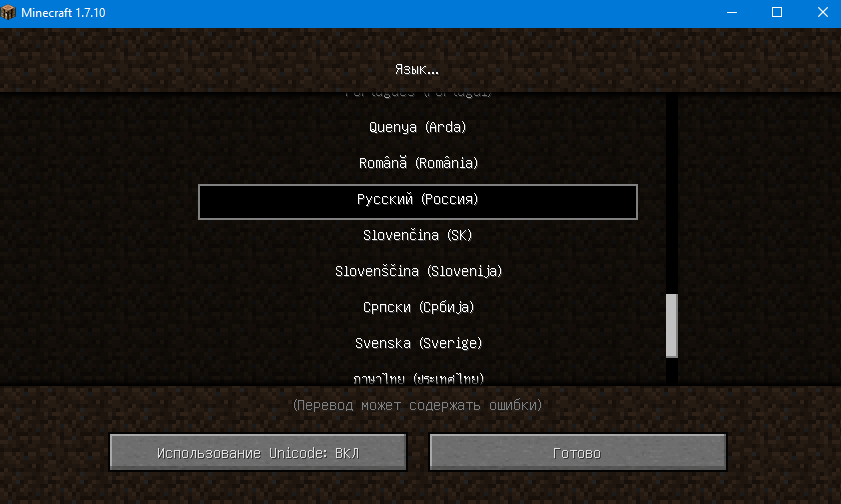 Minecraft 1.7.10
Язык...
Português (Portugal)
Quenya (Arda)
Română (România)
Русский (Россия)
Slovenčina (SK)
Slovenščina (Slovenija)
Српски (Србија)
Svenska (Sverige)
ภาษาไทย (ประเทศไทย)
(Перевод может содержать ошибки)
Использование Unicode: ВКЛ
Готово